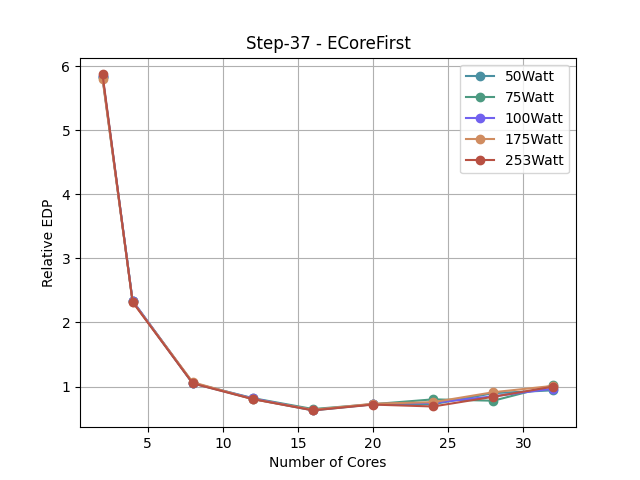 Step-37 - ECoreFirst
6
5
4
3
2
1
Relative EDP
50Watt
75Watt
100Watt
175Watt
253Watt
5 10 15 20 25 30
Number of Cores